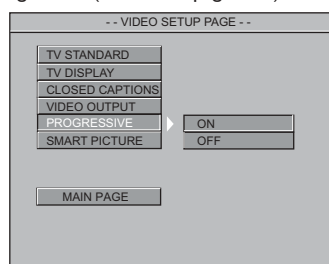 - - VIDEO SETUP PAGE - -
TV STANDARD
TV DISPLAY
CLOSED CAPTIONS
VIDEO OUTPUT
PROGRESSIVE
ON
SMART PICTURE
OFF
MAIN PAGE